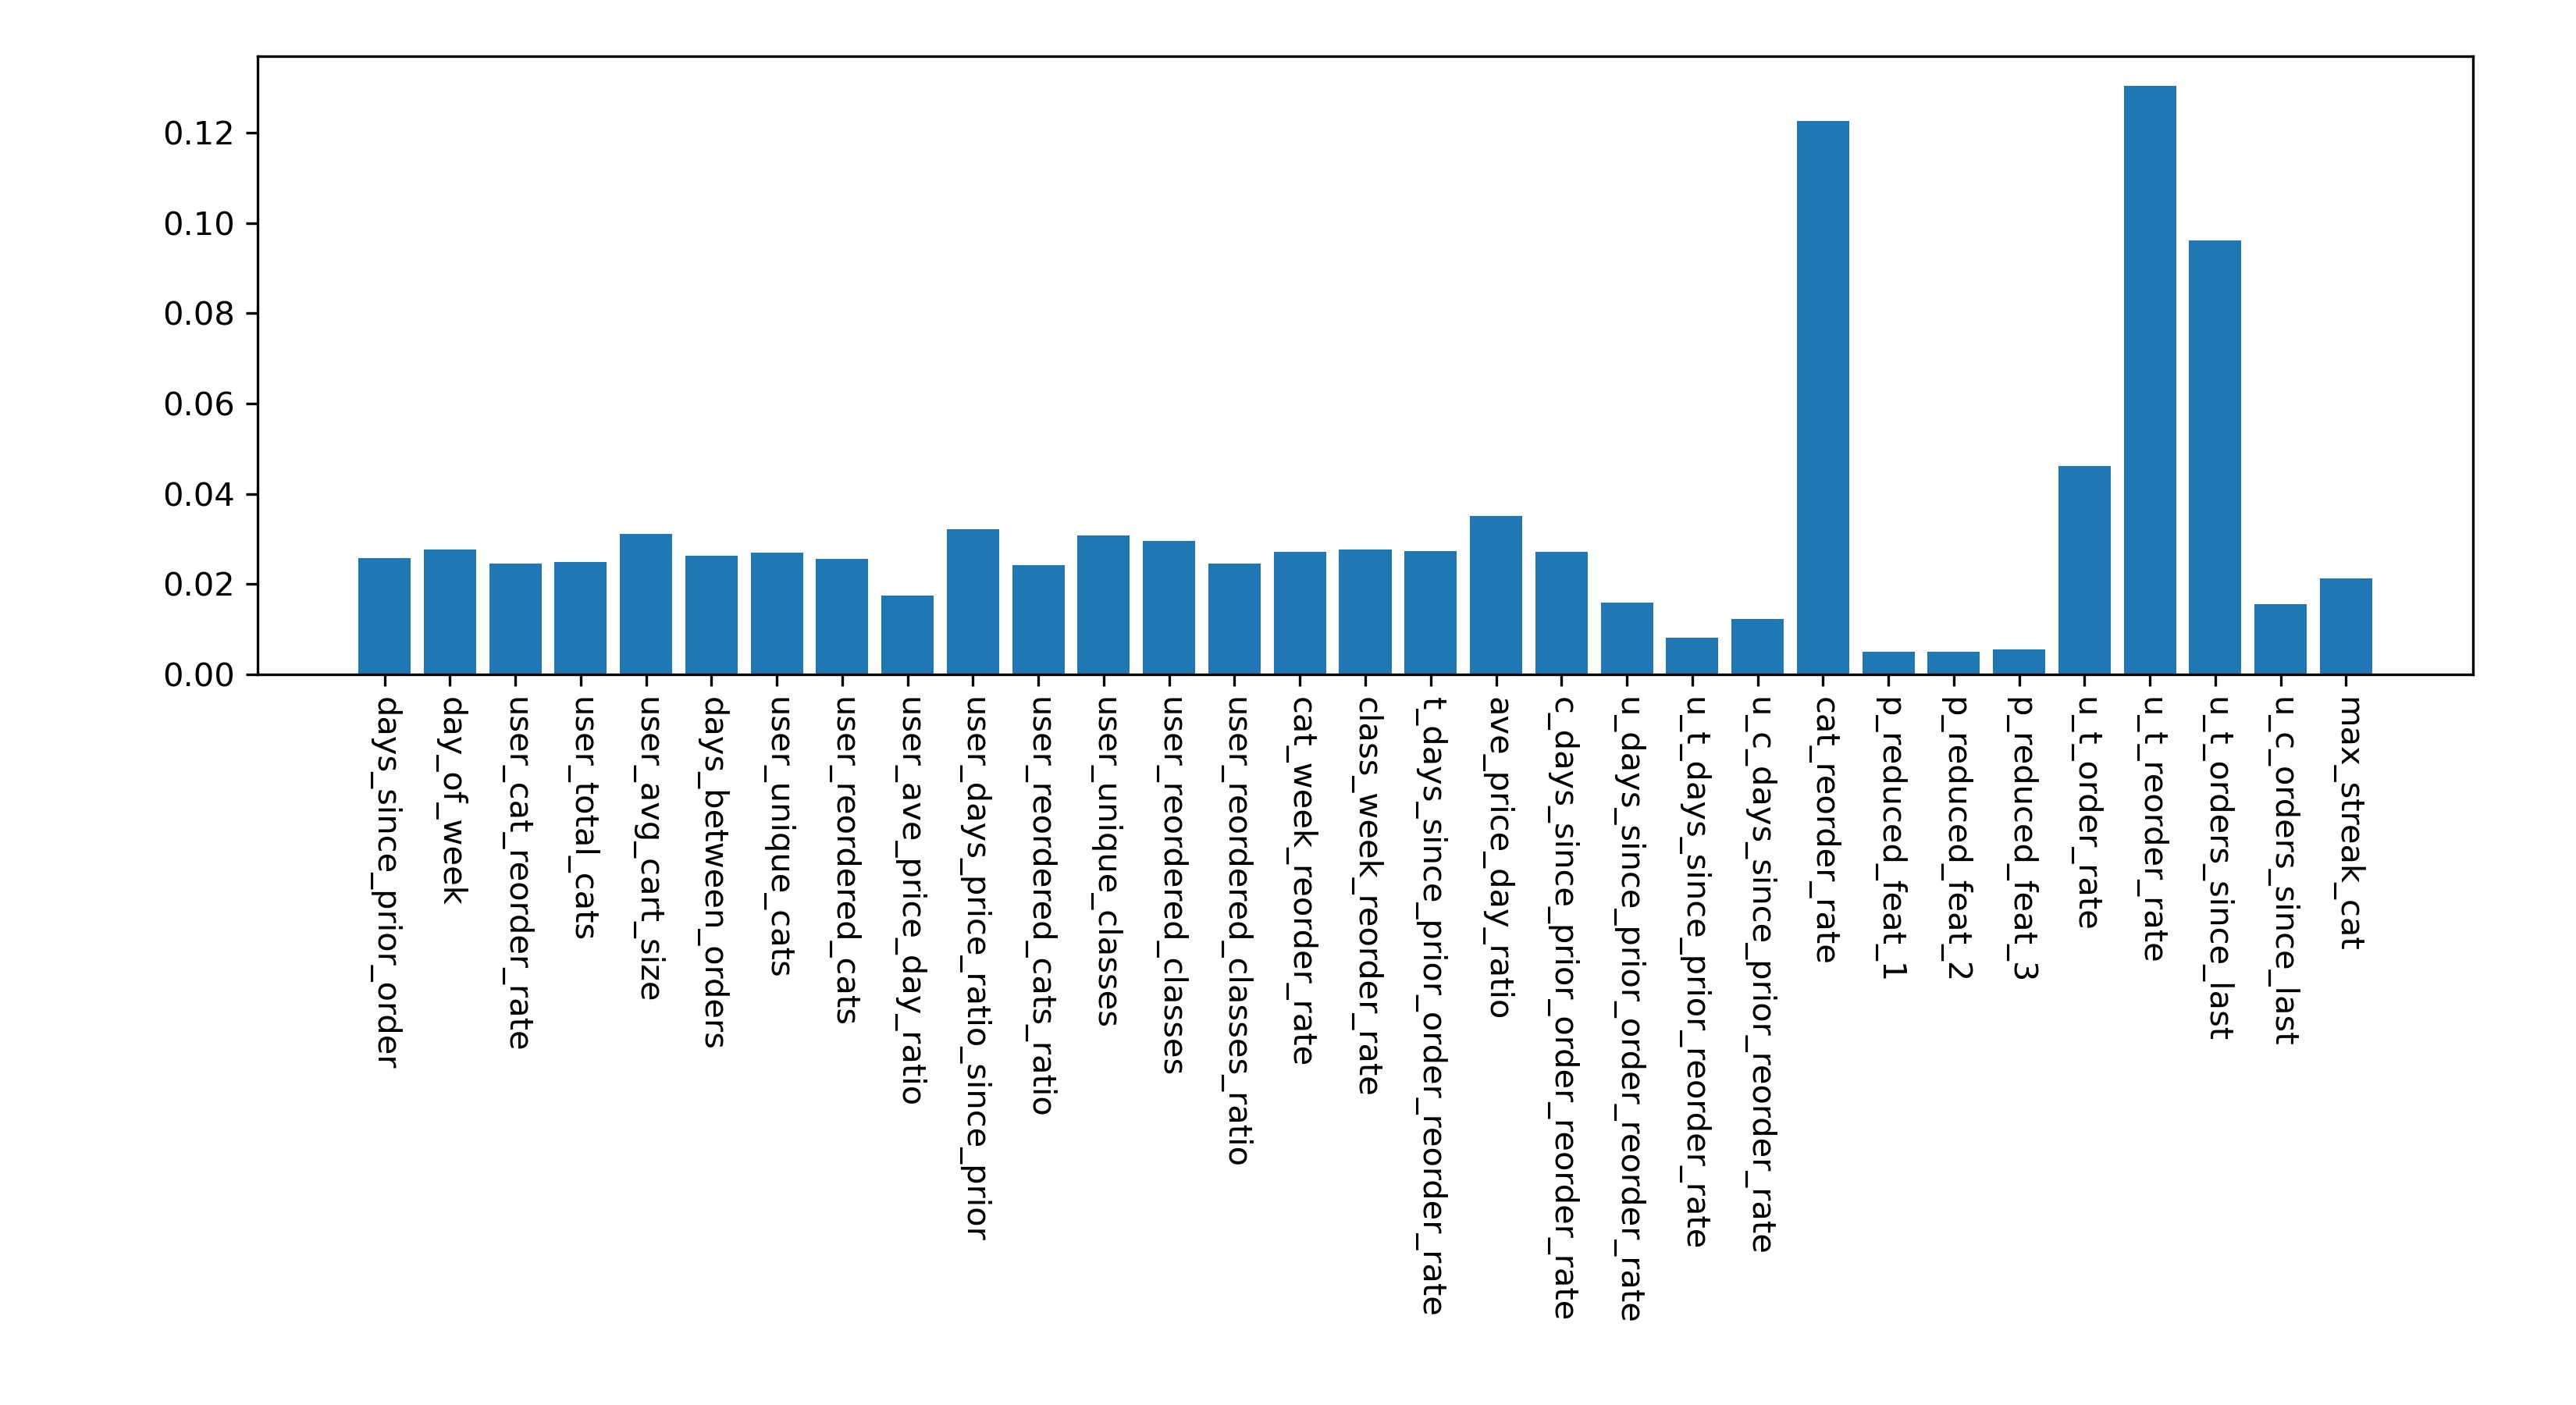 0.12
0.10
0.08
0.06
0.04
0.02
0.00
days_since_prior_order
day_of_week
user_cat_reorder_rate
user_total_cats
user_avg_cart_size
days_between_orders
user_unique_cats
user_reordered_cats
user_ave_price_day_ratio
user_days_price_ratio_since_prior
user_reordered_cats_ratio
user_unique_classes
user_reordered_classes
user_reordered_classes_ratio
cat_week_reorder_rate
class_week_reorder_rate
t_days_since_prior_order_reorder_rate
ave_price_day_ratio
c_days_since_prior_order_reorder_rate
u_days_since_prior_order_reorder_rate
u_t_days_since_prior_reorder_rate
u_c_days_since_prior_reorder_rate
cat_reorder_rate
p_reduced_feat_1
p_reduced_feat_2
p_reduced_feat_3
u_t_order_rate
u_t_reorder_rate
u_t_orders_since_last
u_c_orders_since_last
max_streak_cat